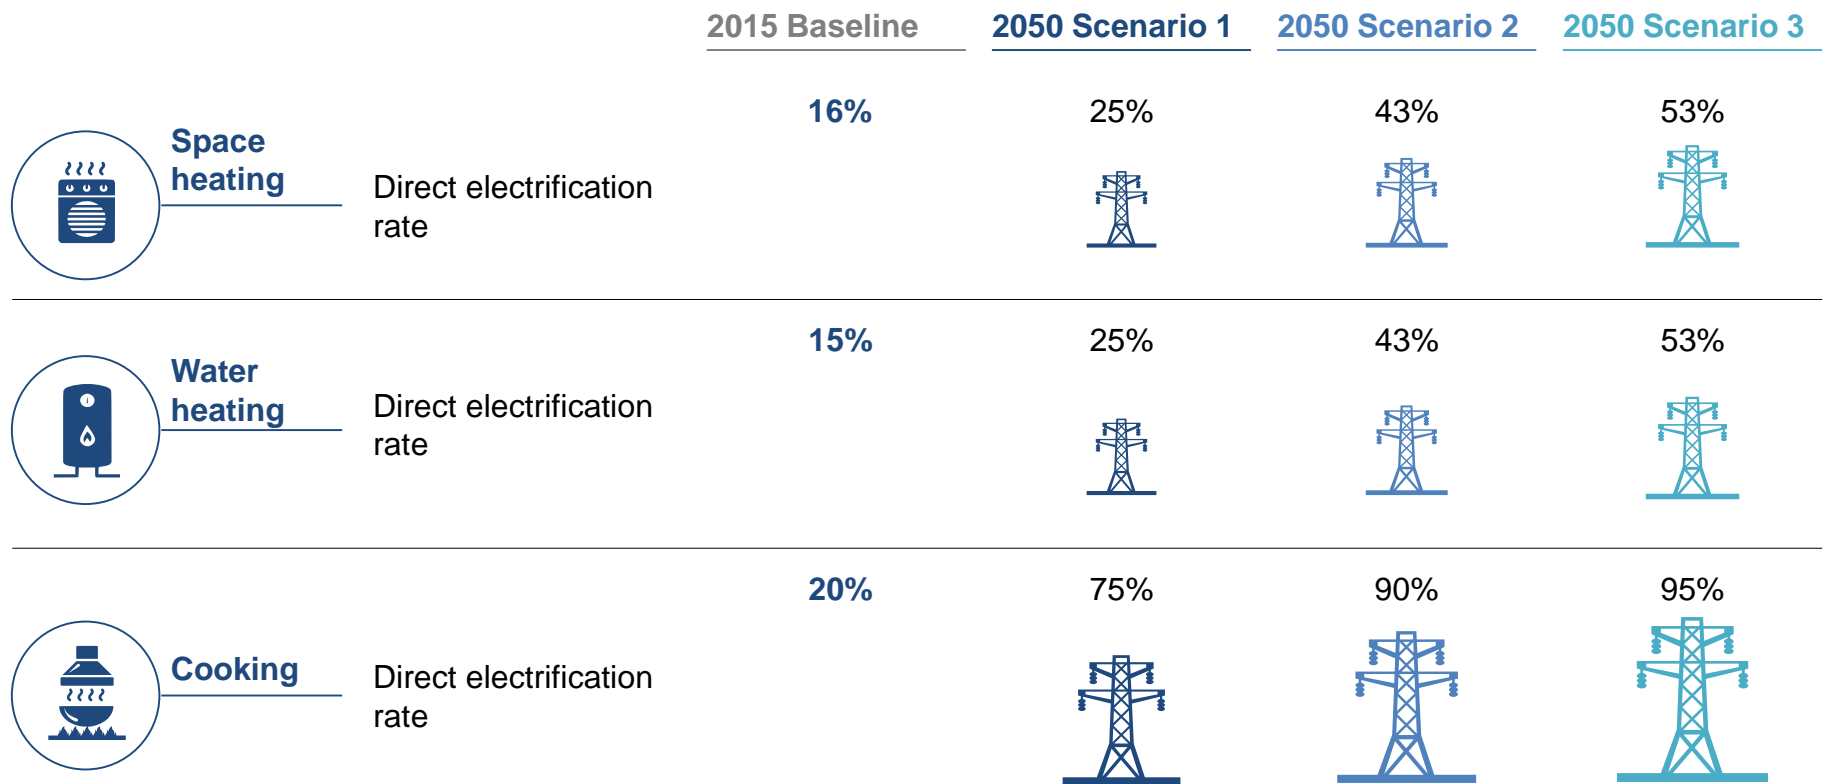 2015 Baseline 2050 Scenario 1 2050 Scenario 2 2050 Scenario 3
16% 25% 43% 53%
Space
heating
Direct electrification
rate
15% 25% 43% 53%
Water
heating
Direct electrification
rate
20% 75% 90% 95%
Cooking
Direct electrification
rate